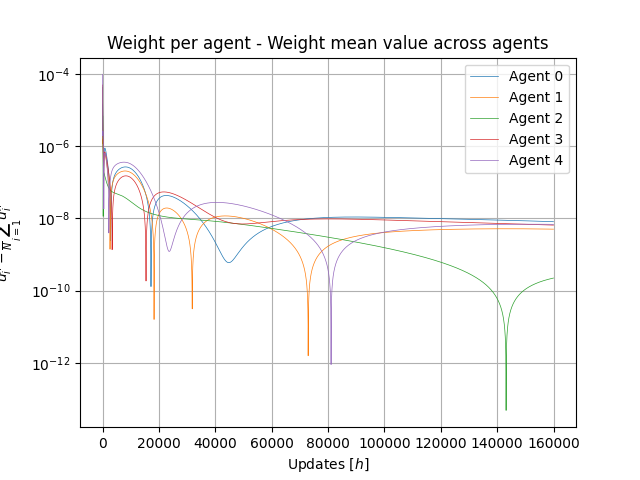 Weight per agent - Weight mean value across agents
Agent 0
Agent 1
Agent 2
Agent 3
Agent 4
10⁻⁴
10⁻⁶
10⁻⁸
10⁻¹⁰
10⁻¹²
0 20000 40000 60000 80000 100000 120000 140000 160000
Updates [h]